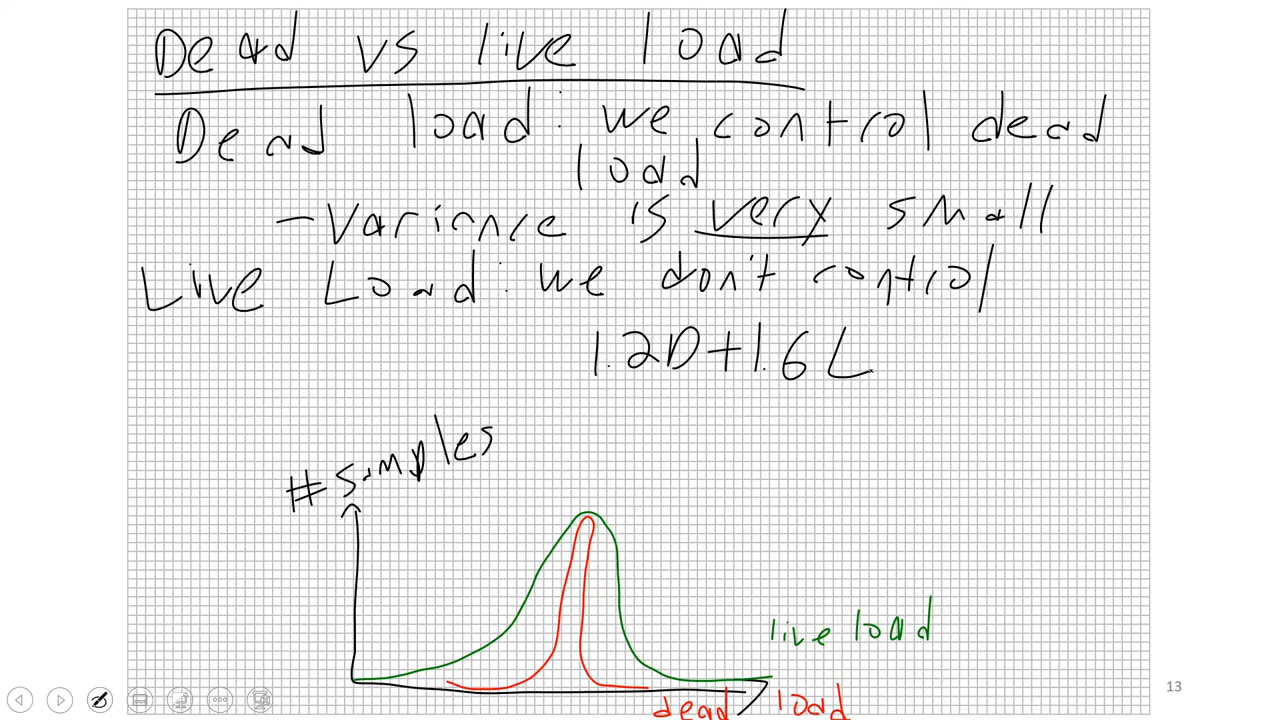 Dead vs live load
Dead load: we control dead
load
- Varience is very small
Live Load: we don't control
1.2D+1.6L
# samples
live load
dead load
13